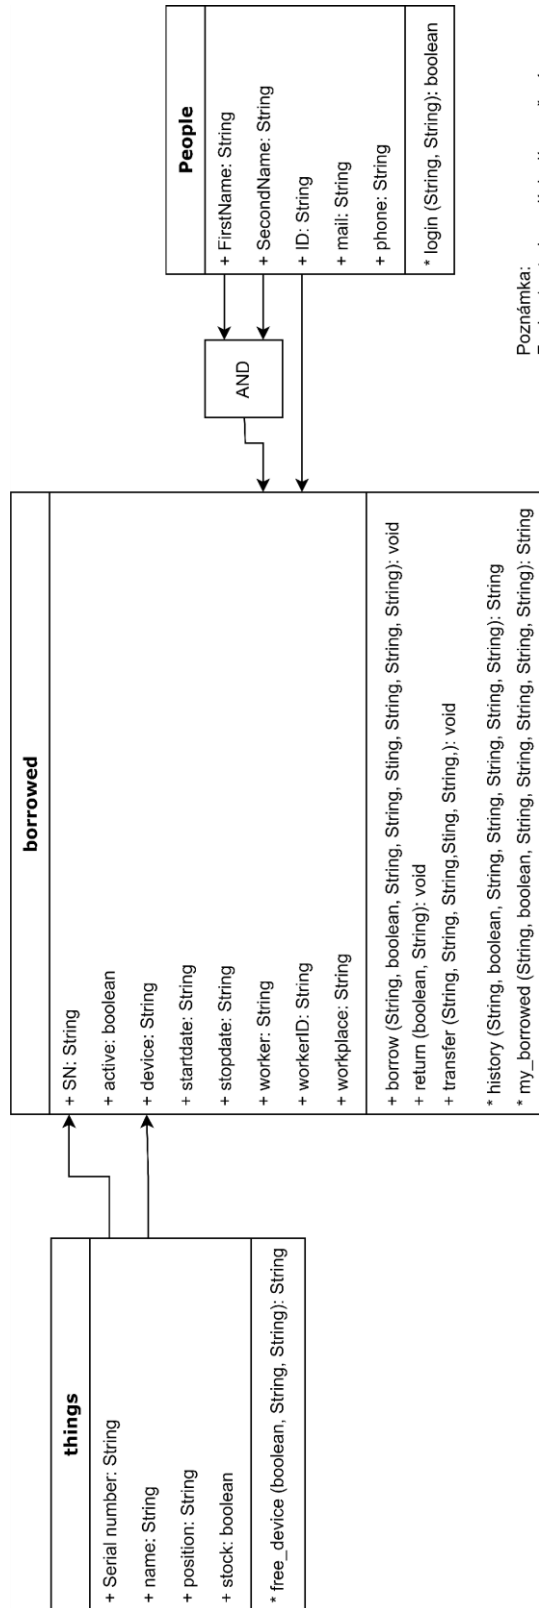 things
+ Serial number: String
+ name: String
+ position: String
+ stock: boolean
* free_device (boolean, String, String): String
borrowed
+ SN: String
+ active: boolean
+ device: String
+ startdate: String
+ stopdate: String
+ worker: String
+ workerID: String
+ workplace: String
+ borrow (String, boolean, String, String, Sting, String, String, String): void
+ return (boolean, String): void
+ transfer (String, String, String,Sting, String,): void
* history (String, boolean, String, String, String, String, String): String
* my_borrowed (String, boolean, String, String, String, String, String): String
AND
People
+ FirstName: String
+ SecondName: String
+ ID: String
+ mail: String
+ phone: String
* login (String, String): boolean
Poznámka: